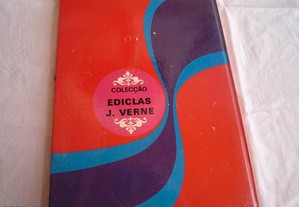 COLECÇÃO
EDICLAS
J. VERNE